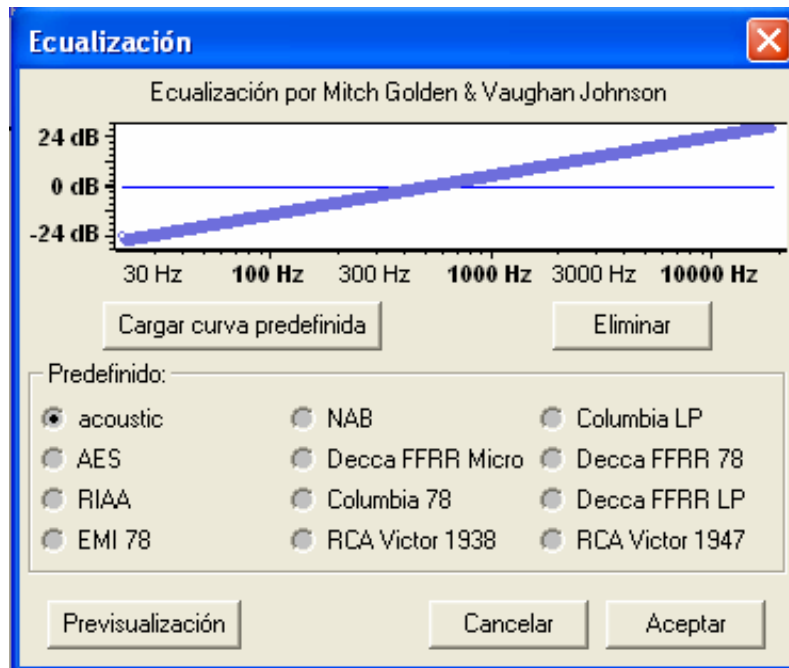 Ecualización
Ecualización por Mitch Golden & Vaughan Johnson
24 dB
0 dB
-24 dB
30 Hz 100 Hz 300 Hz 1000 Hz 3000 Hz 10000 Hz
Cargar curva predefinida Eliminar
Predefinido:
acoustic NAB Columbia LP
AES Decca FFRR Micro Decca FFRR 78
RIAA Columbia 78 Decca FFRR LP
EMI 78 RCA Victor 1938 RCA Victor 1947
Previsualización Cancelar Aceptar